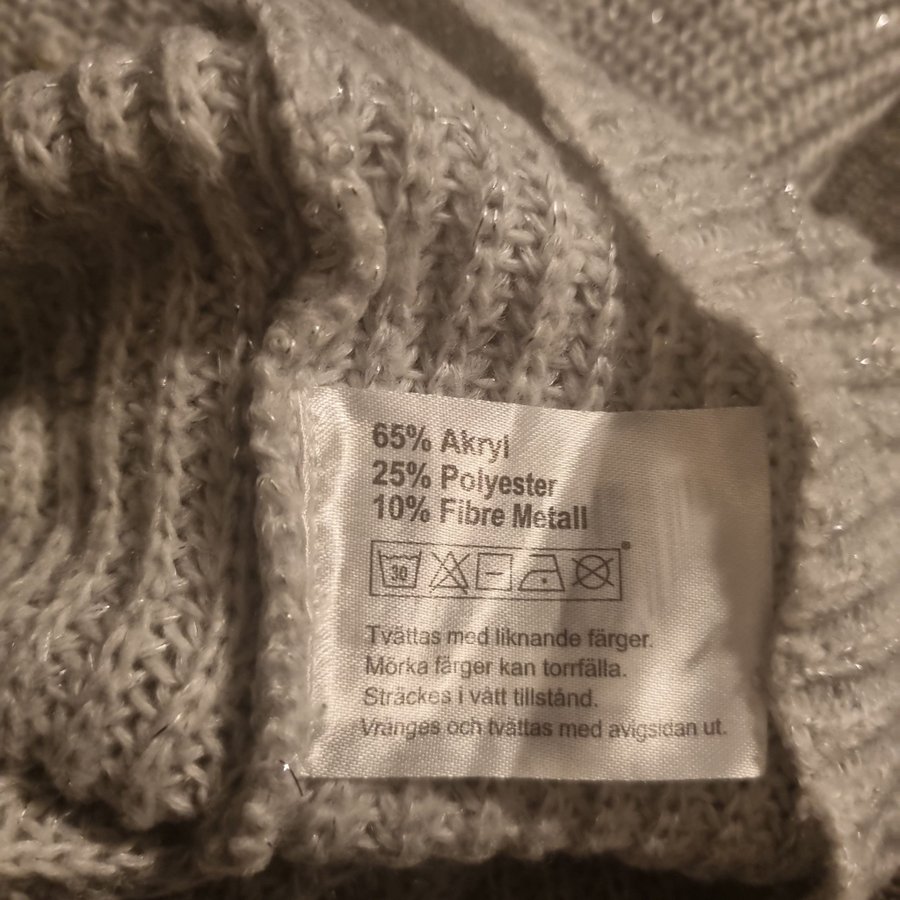 65% Akryl
25% Polyester
10% Fibre Metall
30
Tvättas med liknande färger.
Mörka färger kan torrfälla.
Sträckes i vått tillstånd.
Vränges och tvättas med avigsidan ut.